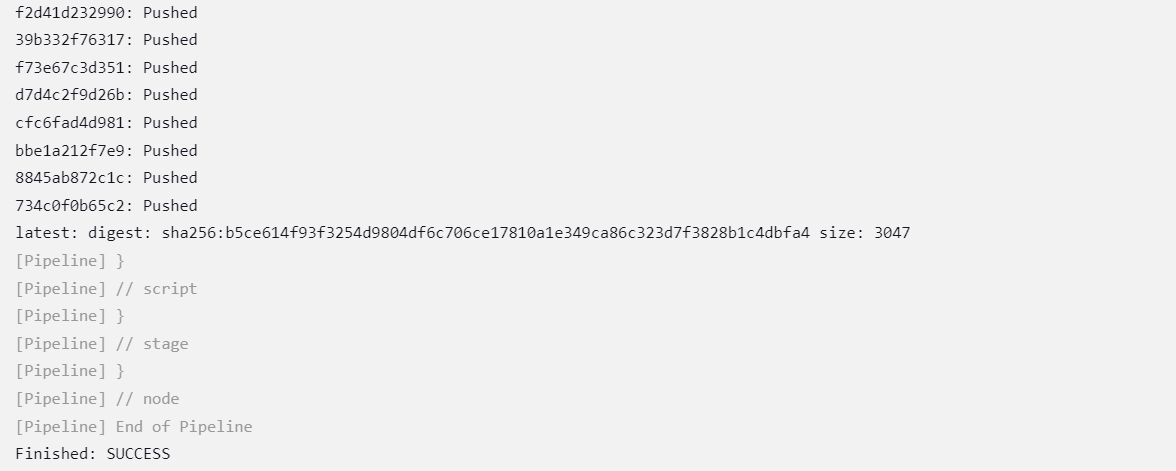 f2d41d232990: Pushed
39b332f76317: Pushed
f73e67c3d351: Pushed
d7d4c2f9d26b: Pushed
cfc6fad4d981: Pushed
bbe1a212f7e9: Pushed
8845ab872c1c: Pushed
734c0f0b65c2: Pushed
latest: digest: sha256:b5ce614f93f3254d9804df6c706ce17810a1e349ca86c323d7f3828b1c4dbfa4 size: 3047
[Pipeline] }
[Pipeline] // script
[Pipeline] }
[Pipeline] // stage
[Pipeline] }
[Pipeline] // node
[Pipeline] End of Pipeline
Finished: SUCCESS